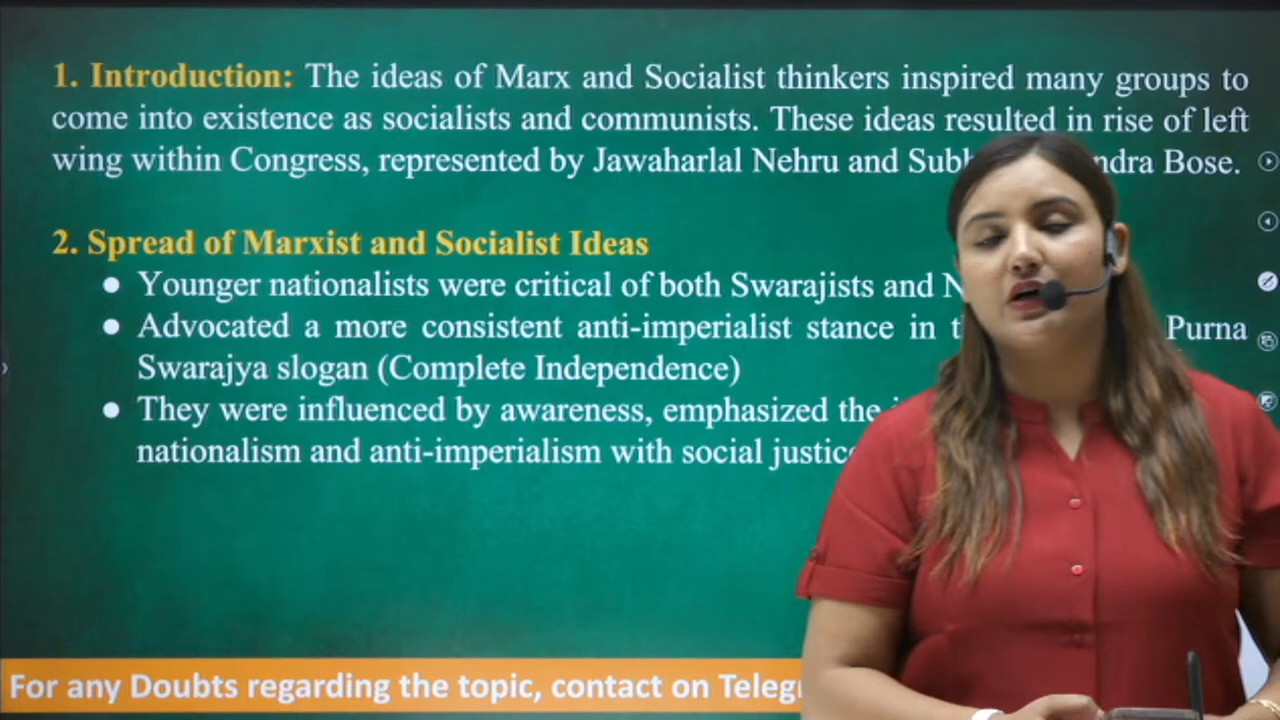 1. Introduction: The ideas of Marx and Socialist thinkers inspired many groups to
come into existence as socialists and communists. These ideas resulted in rise of left
wing within Congress, represented by Jawaharlal Nehru and Subh ndra Bose.
2. Spread of Marxist and Socialist Ideas
● Younger nationalists were critical of both Swarajists and N
● Advocated a more consistent anti-imperialist stance in t Purna
Swarajya slogan (Complete Independence)
● They were influenced by awareness, emphasized the
nationalism and anti-imperialism with social justice
For any Doubts regarding the topic, contact on Telegr